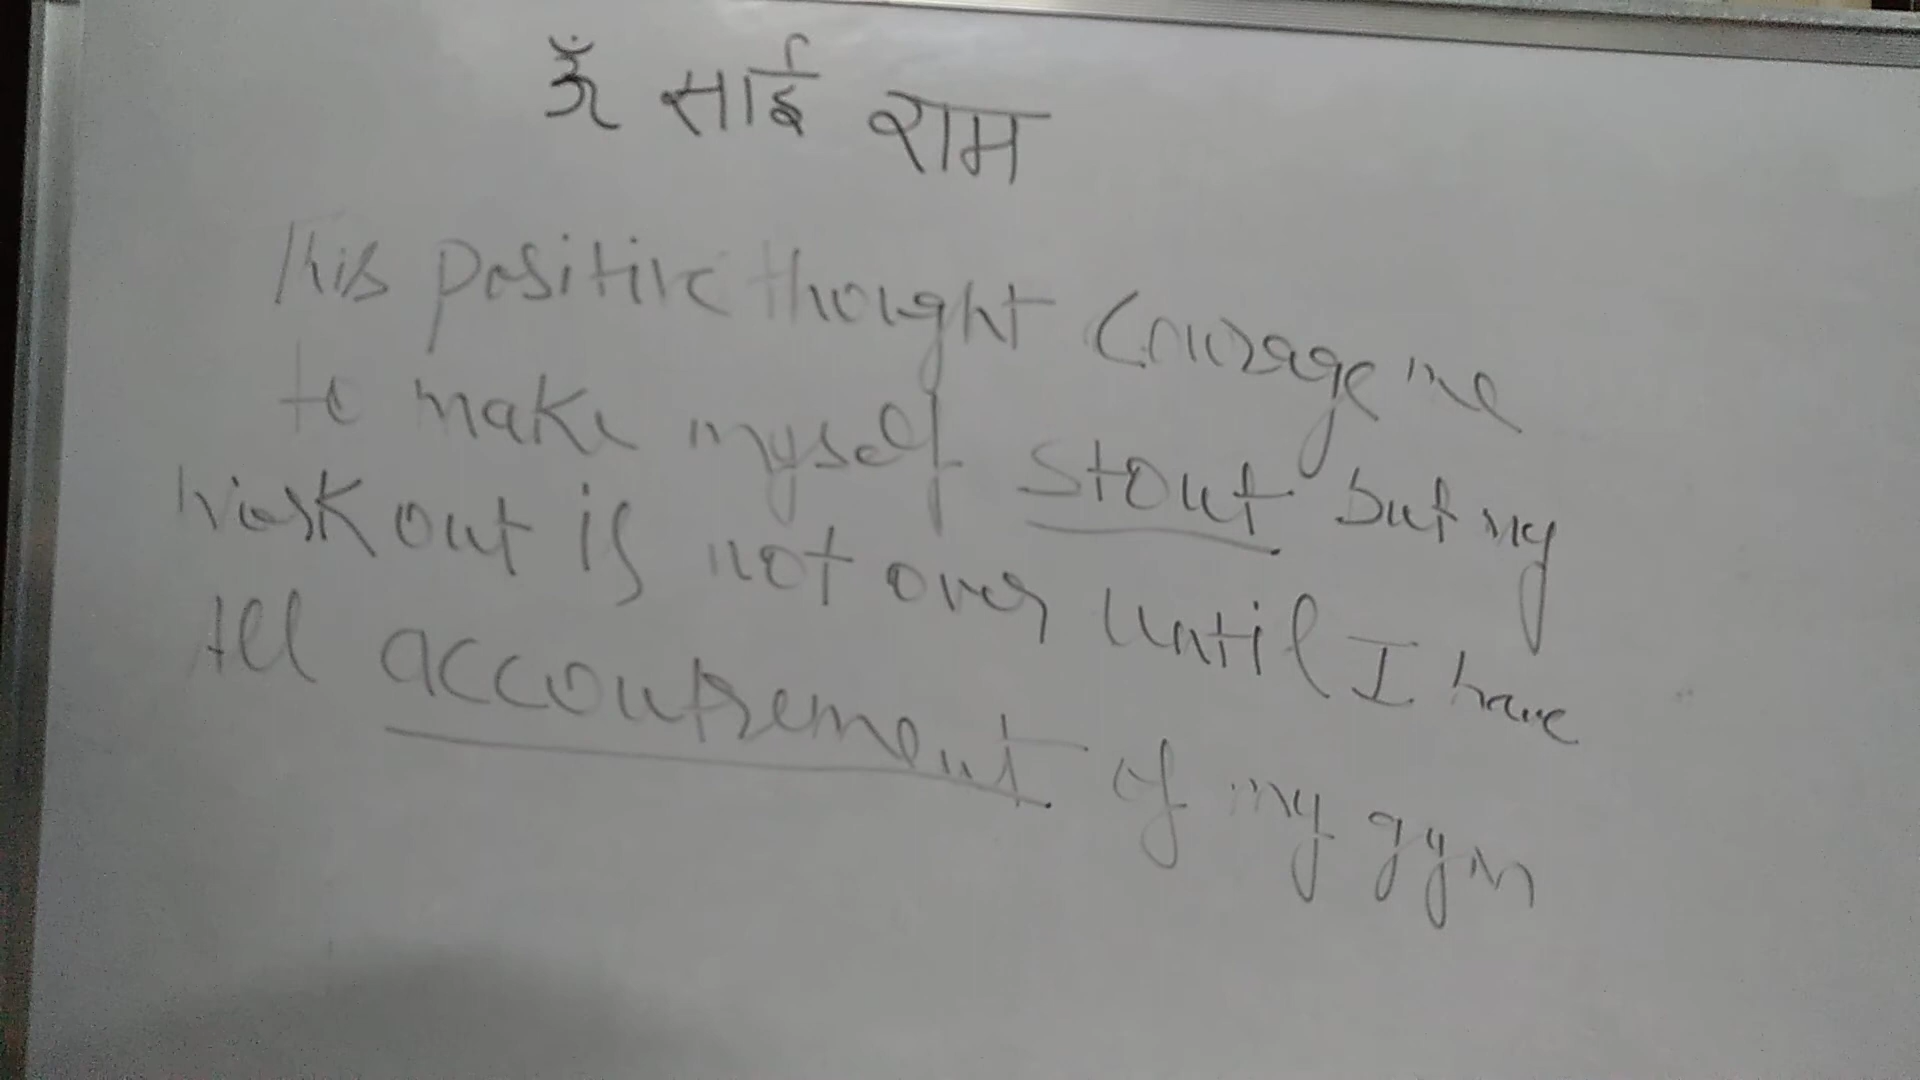 ॐ साई राम
This positive thought courage me
to make myself stout but my
workout is not over until I have
all accoutrement of my gym